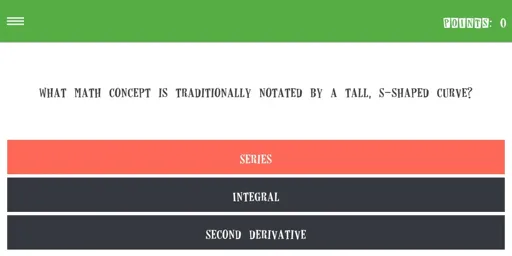 POINTS: 0
WHAT MATH CONCEPT IS TRADITIONALLY NOTATED BY A TALL, S-SHAPED CURVE?
SERIES
INTEGRAL
SECOND DERIVATIVE